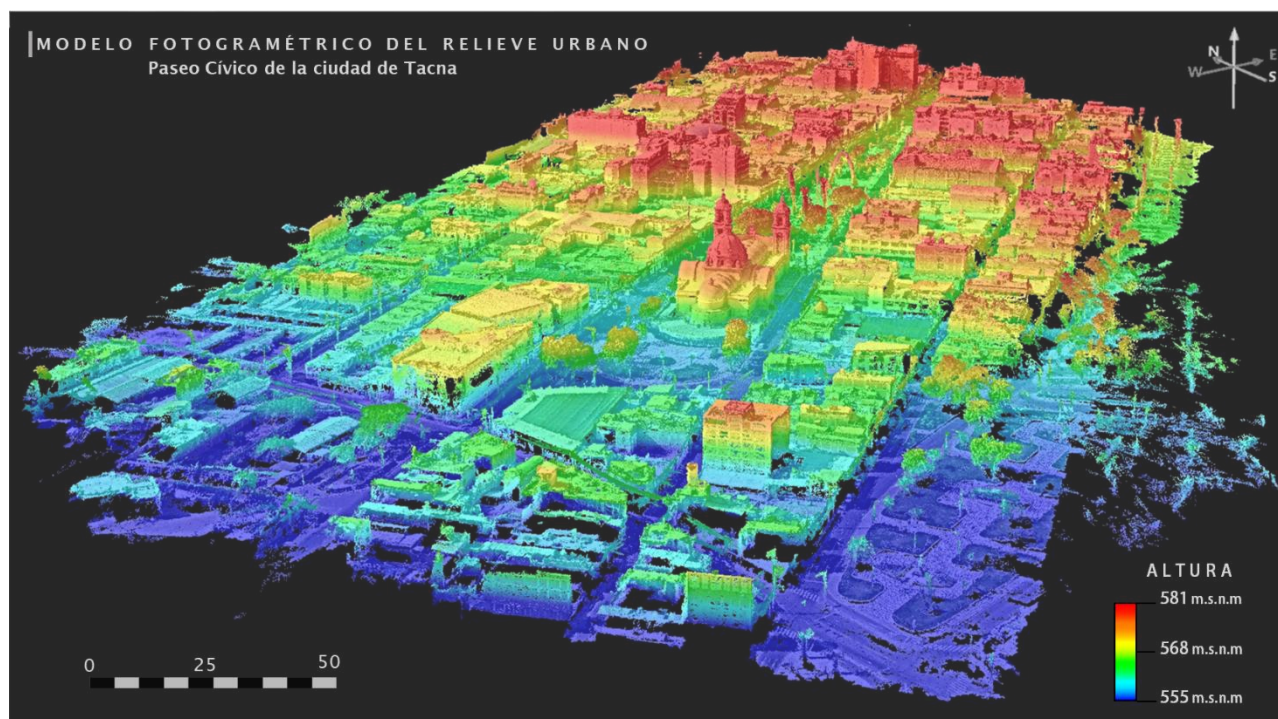 MODELO FOTOGRAMÉTRICO DEL RELIEVE URBANO
Paseo Cívico de la ciudad de Tacna
N
E
W
S
ALTURA
581 m.s.n.m
568 m.s.n.m
555 m.s.n.m
0 25 50